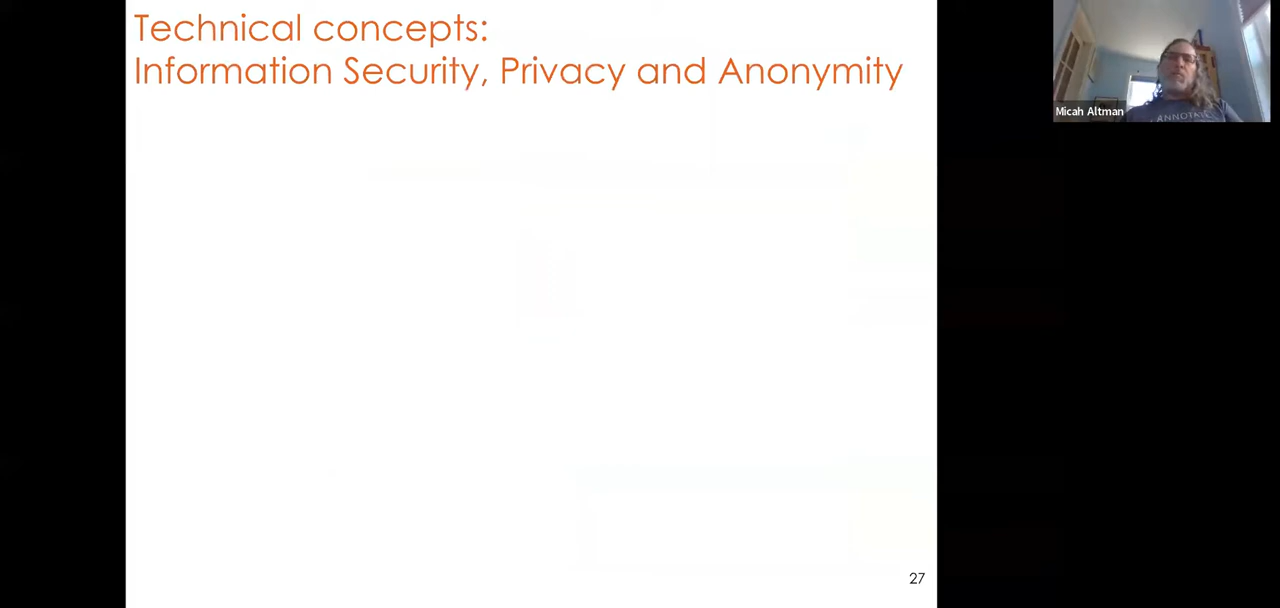 Technical concepts:
Information Security, Privacy and Anonymity
Micah Altman
27